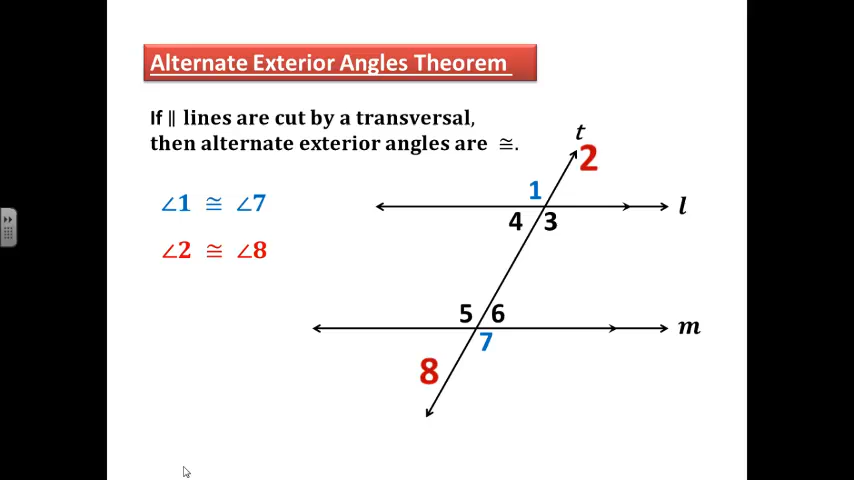 Alternate Exterior Angles Theorem
If ∥ lines are cut by a transversal,
then alternate exterior angles are ≅.
t
2
∠1 ≅ ∠7
1
l
4 3
∠2 ≅ ∠8
5 6
m
7
8